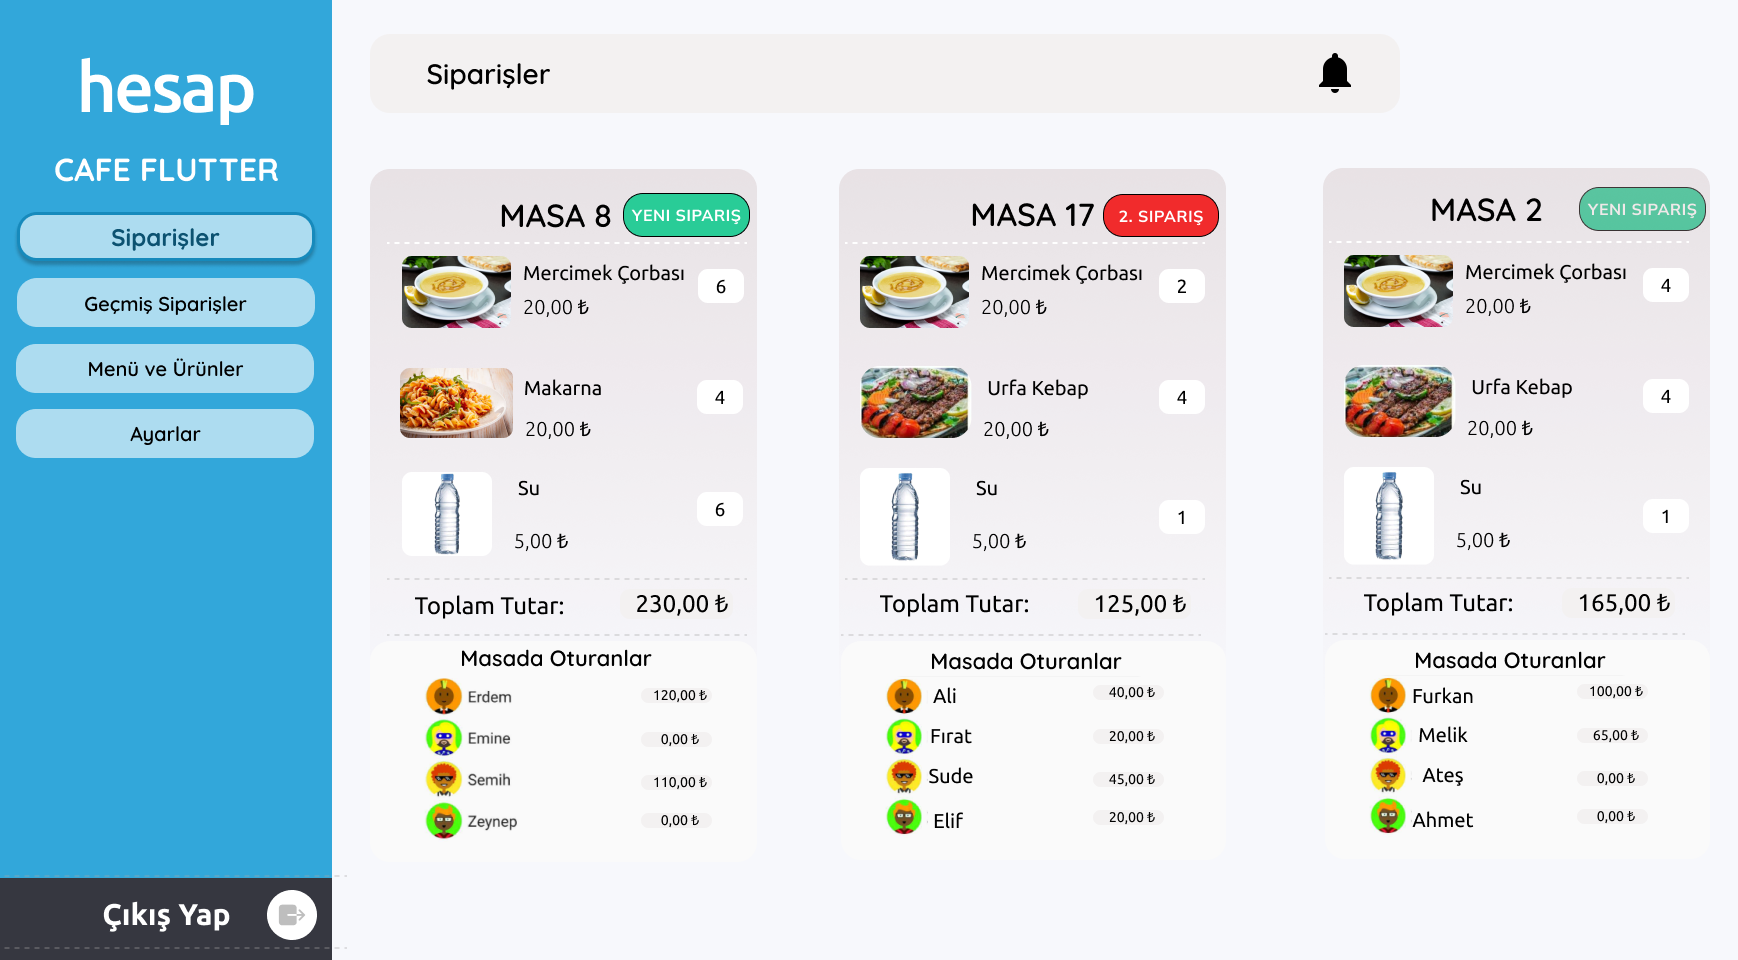 hesap
CAFE FLUTTER
Siparişler
Geçmiş Siparişler
Menü ve Ürünler
Ayarlar
Çıkış Yap
Siparişler
MASA 8
YENI SIPARIŞ
Mercimek Çorbası
6
20,00 ₺
Makarna
4
20,00 ₺
Su
6
5,00 ₺
Toplam Tutar: 230,00 ₺
Masada Oturanlar
Erdem 120,00 ₺
Emine 0,00 ₺
Semih 110,00 ₺
Zeynep 0,00 ₺
MASA 17
2. SIPARIŞ
Mercimek Çorbası
2
20,00 ₺
Urfa Kebap
4
20,00 ₺
Su
1
5,00 ₺
Toplam Tutar: 125,00 ₺
Masada Oturanlar
Ali 40,00 ₺
Fırat 20,00 ₺
Sude 45,00 ₺
Elif 20,00 ₺
MASA 2
YENI SIPARIŞ
Mercimek Çorbası
4
20,00 ₺
Urfa Kebap
4
20,00 ₺
Su
1
5,00 ₺
Toplam Tutar: 165,00 ₺
Masada Oturanlar
Furkan 100,00 ₺
Melik 65,00 ₺
Ateş 0,00 ₺
Ahmet 0,00 ₺